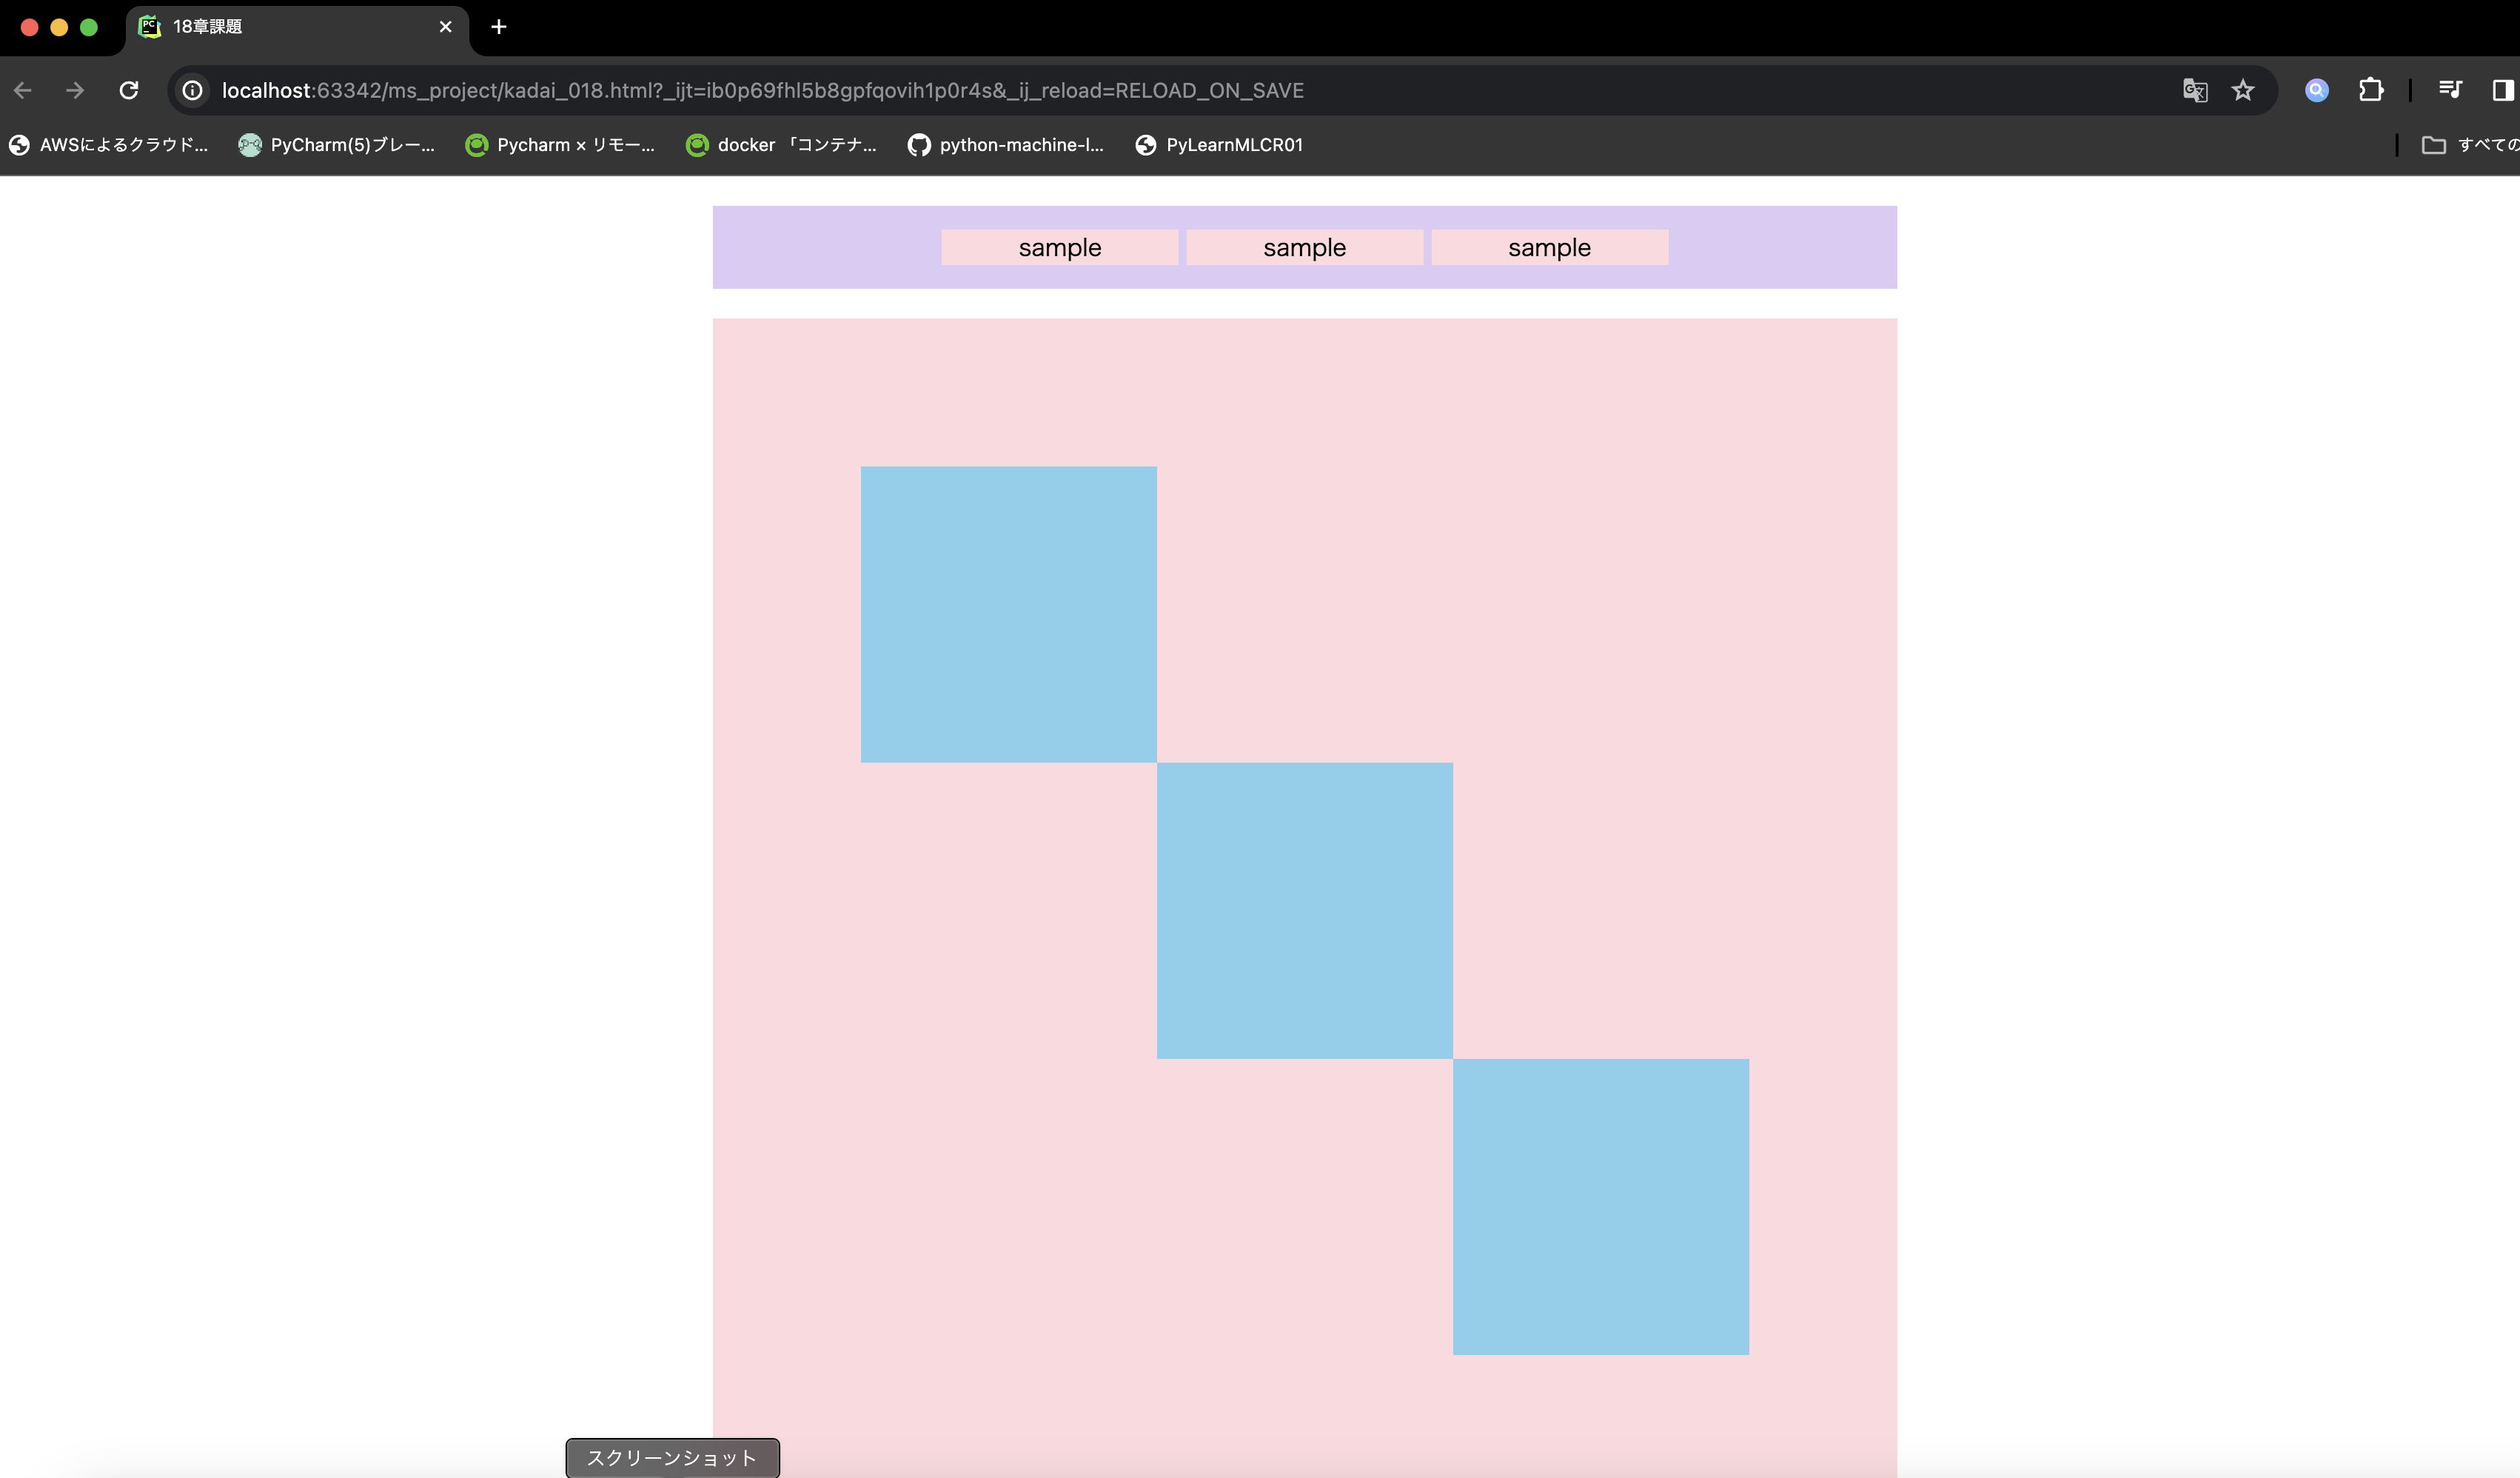 18章課題
localhost:63342/ms_project/kadai_018.html?_ijt=ib0p69fhl5b8gpfqovih1p0r4s&_ij_reload=RELOAD_ON_SAVE
AWSによるクラウド... PyCharm(5)ブレー... Pycharm × リモー... docker 「コンテナ... python-machine-l... PyLearnMLCR01 すべての
sample sample sample
スクリーンショット